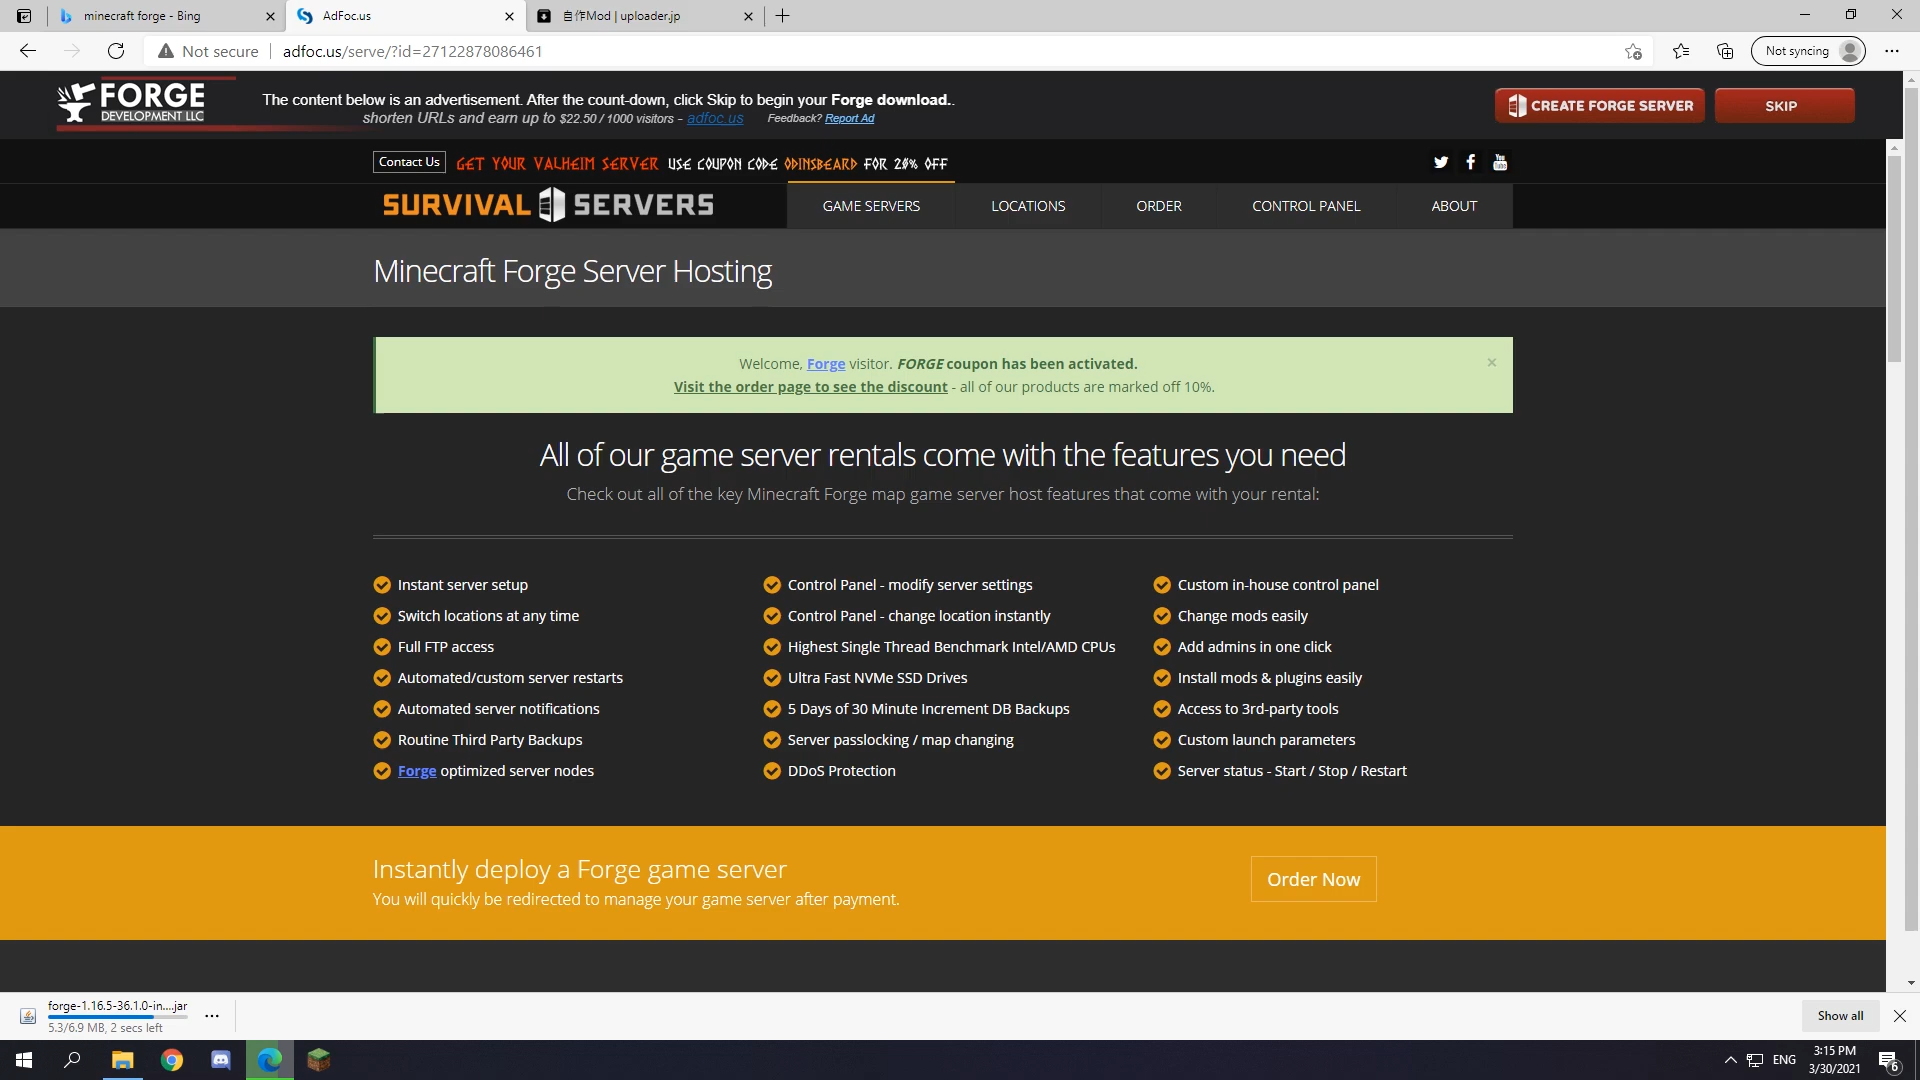 minecraft forge - Bing
AdFoc.us
自作Mod | uploader.jp
Not secure
adfoc.us/serve/?id=27122878086461
Not syncing
FORGE
DEVELOPMENT LLC
The content below is an advertisement. After the count-down, click Skip to begin your Forge download..
shorten URLs and earn up to $22.50 / 1000 visitors - adfoc.us Feedback? Report Ad
CREATE FORGE SERVER
SKIP
Contact Us
GET YOUR VALHEIM SERVER USE COUPON CODE ODINSBEARD FOR 20% OFF
You Tube
SURVIVAL SERVERS
GAME SERVERS
LOCATIONS
ORDER
CONTROL PANEL
ABOUT
Minecraft Forge Server Hosting
Welcome, Forge visitor. FORGE coupon has been activated.
Visit the order page to see the discount - all of our products are marked off 10%.
×
All of our game server rentals come with the features you need
Check out all of the key Minecraft Forge map game server host features that come with your rental:
Instant server setup
Switch locations at any time
Full FTP access
Automated/custom server restarts
Automated server notifications
Routine Third Party Backups
Forge optimized server nodes
Control Panel - modify server settings
Control Panel - change location instantly
Highest Single Thread Benchmark Intel/AMD CPUs
Ultra Fast NVMe SSD Drives
5 Days of 30 Minute Increment DB Backups
Server passlocking / map changing
DDoS Protection
Custom in-house control panel
Change mods easily
Add admins in one click
Install mods & plugins easily
Access to 3rd-party tools
Custom launch parameters
Server status - Start / Stop / Restart
Instantly deploy a Forge game server
You will quickly be redirected to manage your game server after payment.
Order Now
forge-1.16.5-36.1.0-in....jar
5.3/6.9 MB, 2 secs left
Show all
ENG
3:15 PM
3/30/2021
6